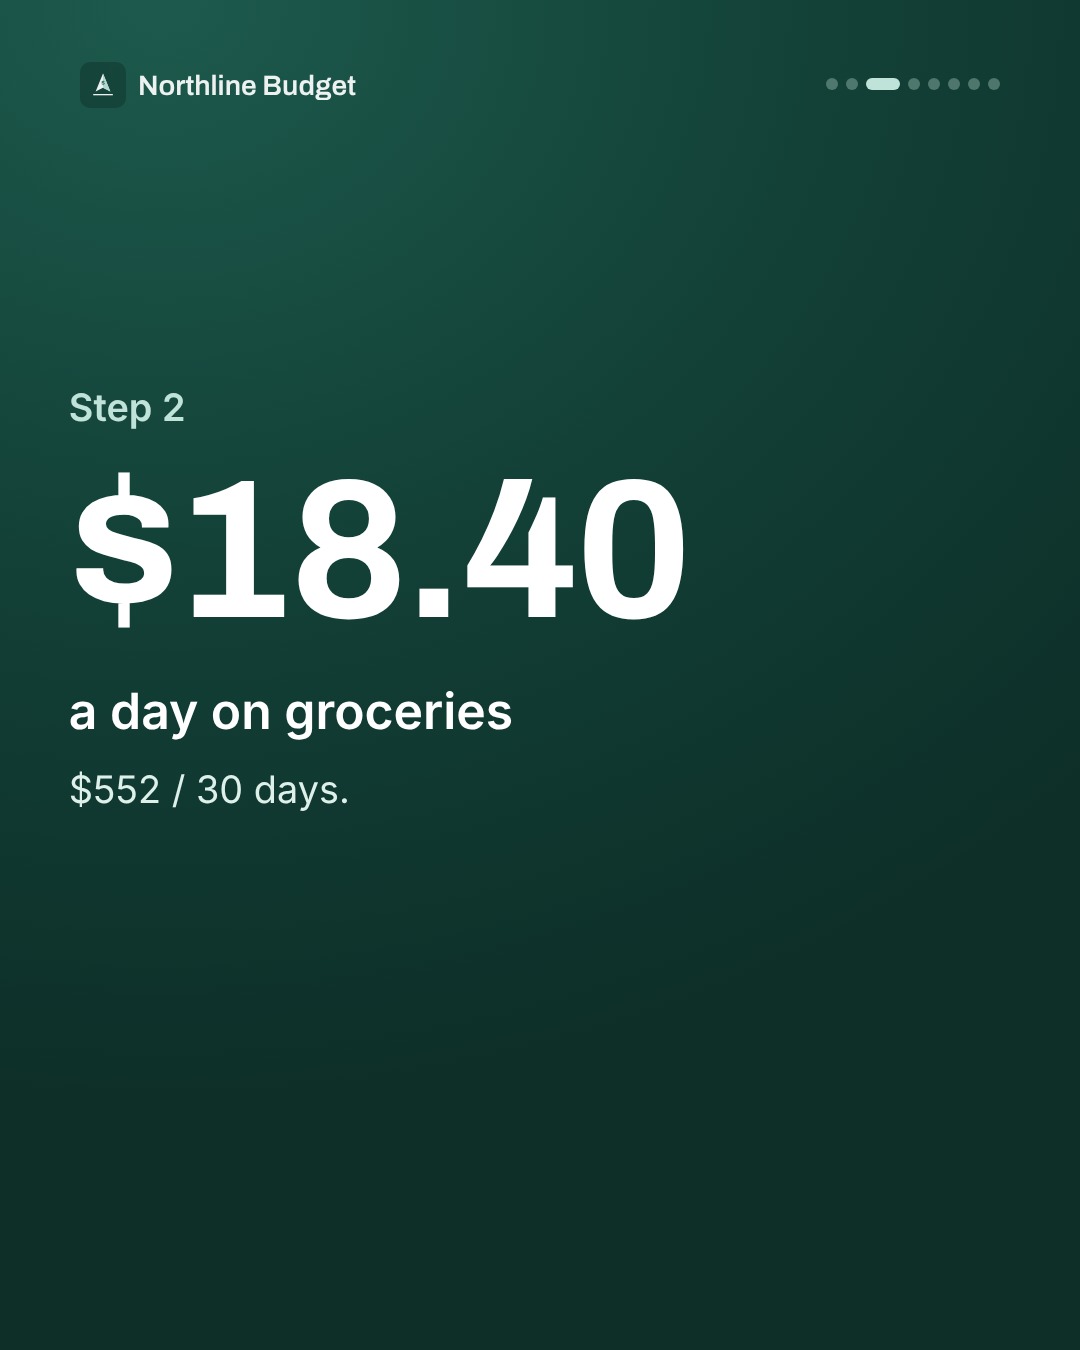 Northline Budget
Step 2
$18.40
a day on groceries
$552 / 30 days.